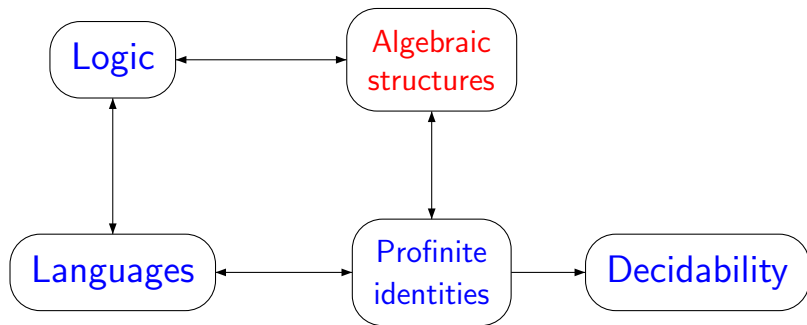 Logic
Algebraic
structures
Languages
Profinite
identities
Decidability